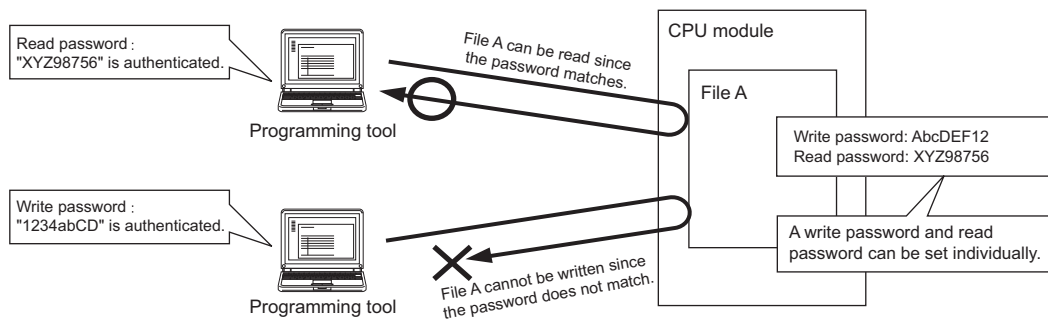 Read password :
"XYZ98756" is authenticated.
Programming tool
File A can be read since
the password matches.
CPU module
File A
Write password: AbcDEF12
Read password: XYZ98756
Write password :
"1234abCD" is authenticated.
Programming tool
File A cannot be written since
the password does not match.
A write password and read
password can be set individually.